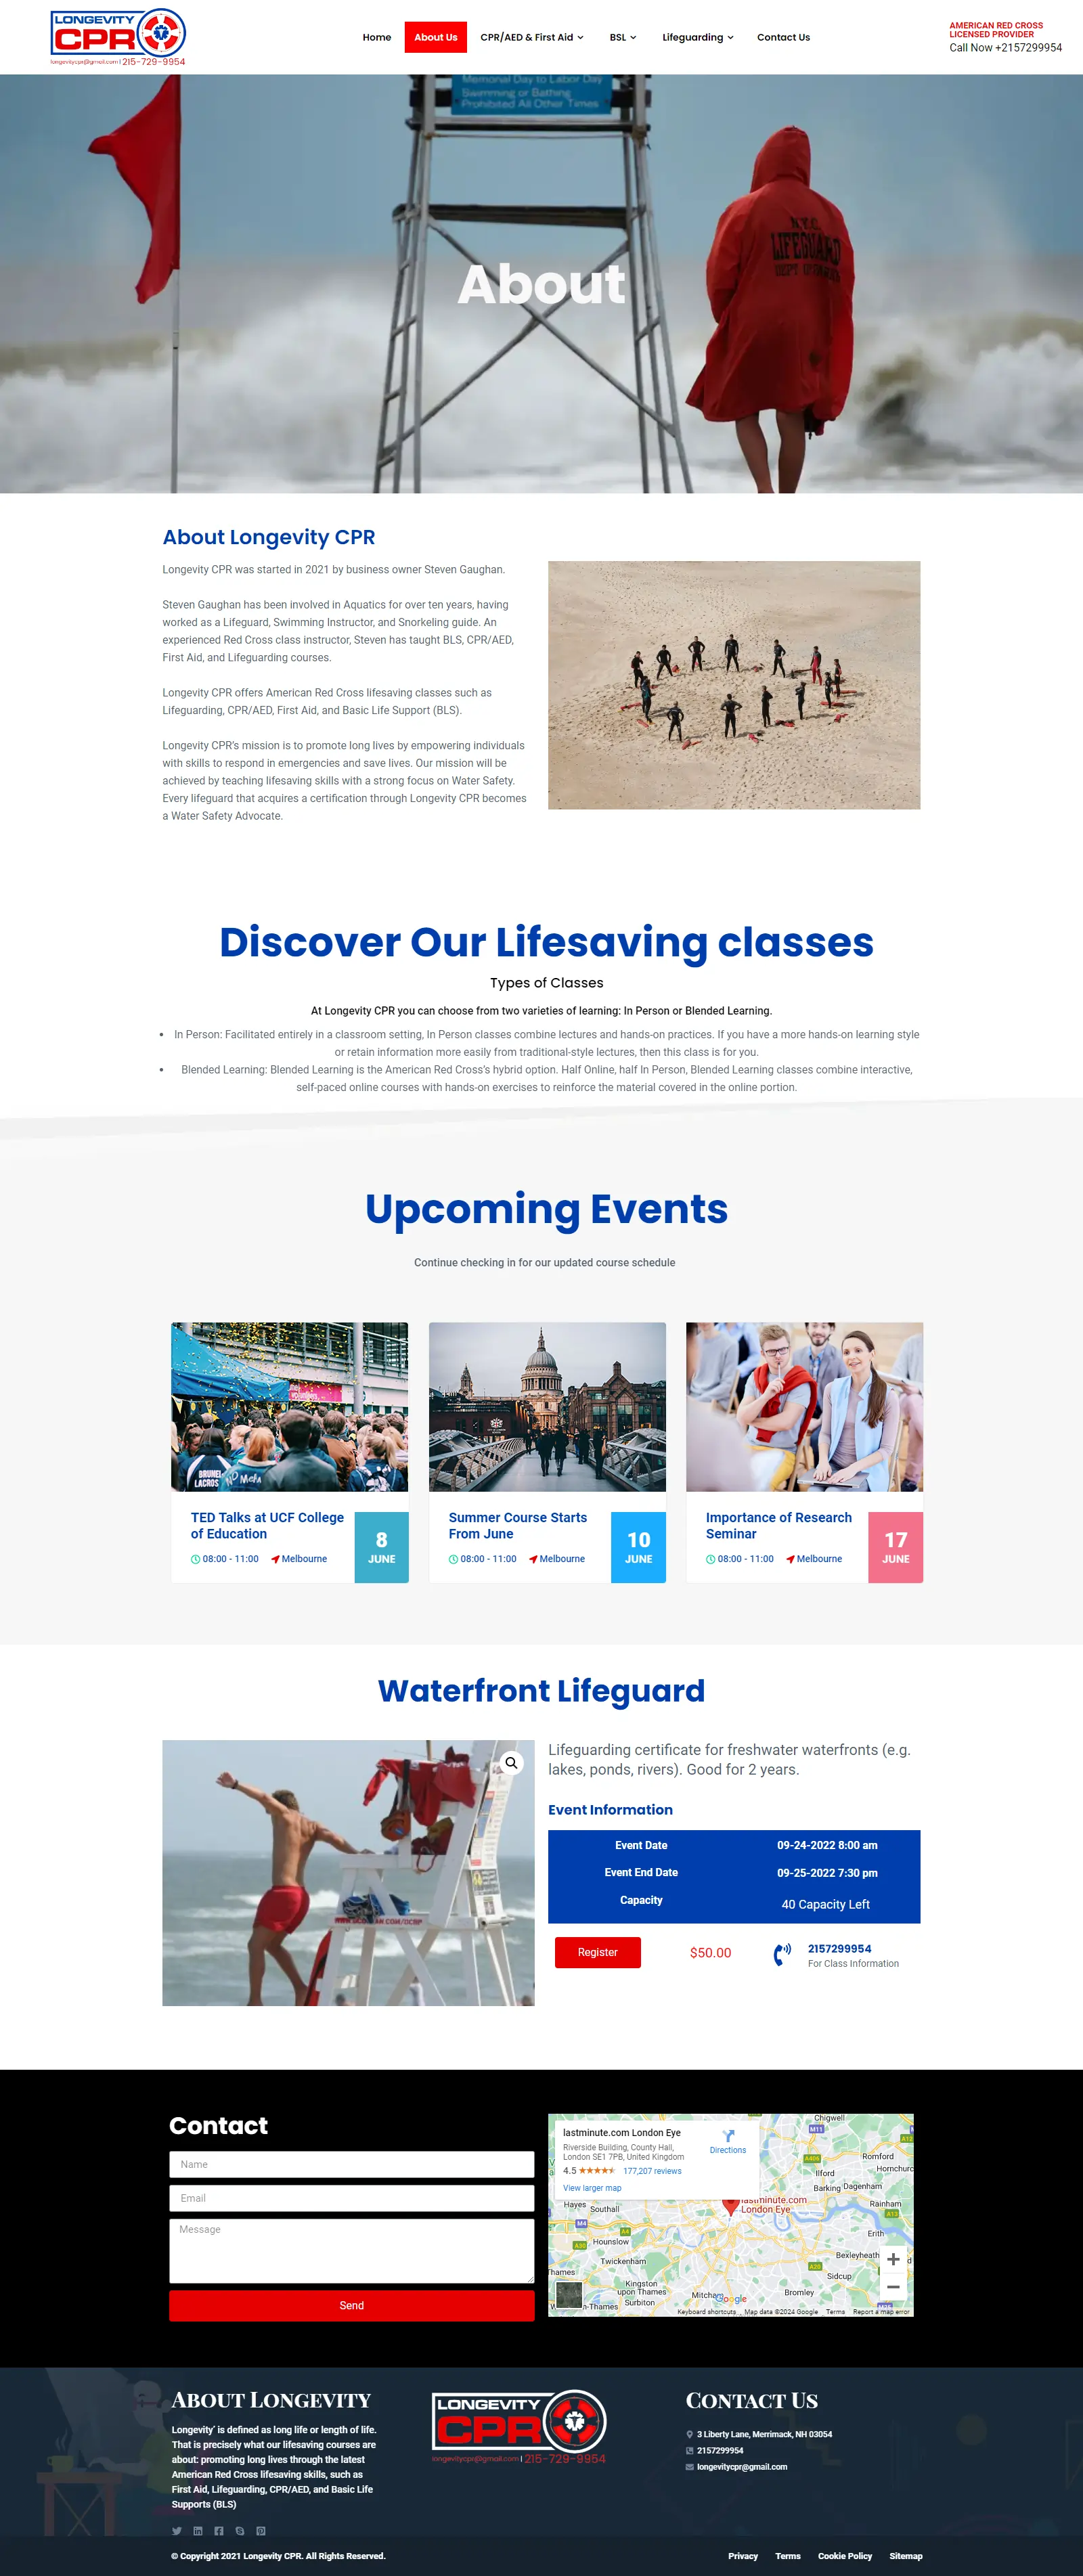 LONGEVITY
CPR
longevitycpr@gmail.com | 215-729-9954
Home
About Us
CPR/AED & First Aid
BSL
Lifeguarding
Contact Us
AMERICAN RED CROSS
LICENSED PROVIDER
Call Now +2157299954
Memorial Day to Labor Day
Swimming or Bathing
Prohibited All Other Times
N.Y.C.
LIFEGUARD
About
About Longevity CPR
Longevity CPR was started in 2021 by business owner Steven Gaughan.
Steven Gaughan has been involved in Aquatics for over ten years, having
worked as a Lifeguard, Swimming Instructor, and Snorkeling guide. An
experienced Red Cross class instructor, Steven has taught BLS, CPR/AED,
First Aid, and Lifeguarding courses.
Longevity CPR offers American Red Cross lifesaving classes such as
Lifeguarding, CPR/AED, First Aid, and Basic Life Support (BLS).
Longevity CPR's mission is to promote long lives by empowering individuals
with skills to respond in emergencies and save lives. Our mission will be
achieved by teaching lifesaving skills with a strong focus on Water Safety.
Every lifeguard that acquires a certification through Longevity CPR becomes
a Water Safety Advocate.
Discover Our Lifesaving classes
Types of Classes
At Longevity CPR you can choose from two varieties of learning: In Person or Blended Learning.
• In Person: Facilitated entirely in a classroom setting, In Person classes combine lectures and hands-on practices. If you have a more hands-on learning style
or retain information more easily from traditional-style lectures, then this class is for you.
• Blended Learning: Blended Learning is the American Red Cross's hybrid option. Half Online, half In Person, Blended Learning classes combine interactive,
self-paced online courses with hands-on exercises to reinforce the material covered in the online portion.
Upcoming Events
Continue checking in for our updated course schedule
BRUNEL
LACROS
TED Talks at UCF College
of Education
08:00 - 11:00 Melbourne
8
JUNE
Summer Course Starts
From June
08:00 - 11:00 Melbourne
10
JUNE
Importance of Research
Seminar
08:00 - 11:00 Melbourne
17
JUNE
Waterfront Lifeguard
Lifeguarding certificate for freshwater waterfronts (e.g.
lakes, ponds, rivers). Good for 2 years.
Event Information
Event Date 09-24-2022 8:00 am
Event End Date 09-25-2022 7:30 pm
Capacity 40 Capacity Left
Register
$50.00
2157299954
For Class Information
Contact
Name
Email
Message
Send
lastminute.com London Eye
Riverside Building, County Hall,
London SE1 7PB, United Kingdom
4.5 177,207 reviews
View larger map
Directions
Chigwell
M11
A12
A406
Romford
Hornchurc
Ilford
Barking
Dagenham
lastminute.com
London Eye
Rainham
A13
Hayes
Southall
M4
A4
A30
Hounslow
Erith
Twickenham
Bexleyheath
A20
Sidcup
Kingston
upon Thames
Surbiton
Mitcham
Bromley
Google
Keyboard shortcuts
Map data ©2024 Google
Terms
Report a map error
About Longevity
Longevity' is defined as long life or length of life.
That is precisely what our lifesaving courses are
about: promoting long lives through the latest
American Red Cross lifesaving skills, such as
First Aid, Lifeguarding, CPR/AED, and Basic Life
Supports (BLS)
LONGEVITY
CPR
longevitycpr@gmail.com | 215-729-9954
Contact Us
3 Liberty Lane, Merrimack, NH 03054
2157299954
longevitycpr@gmail.com
© Copyright 2021 Longevity CPR. All Rights Reserved.
Privacy
Terms
Cookie Policy
Sitemap